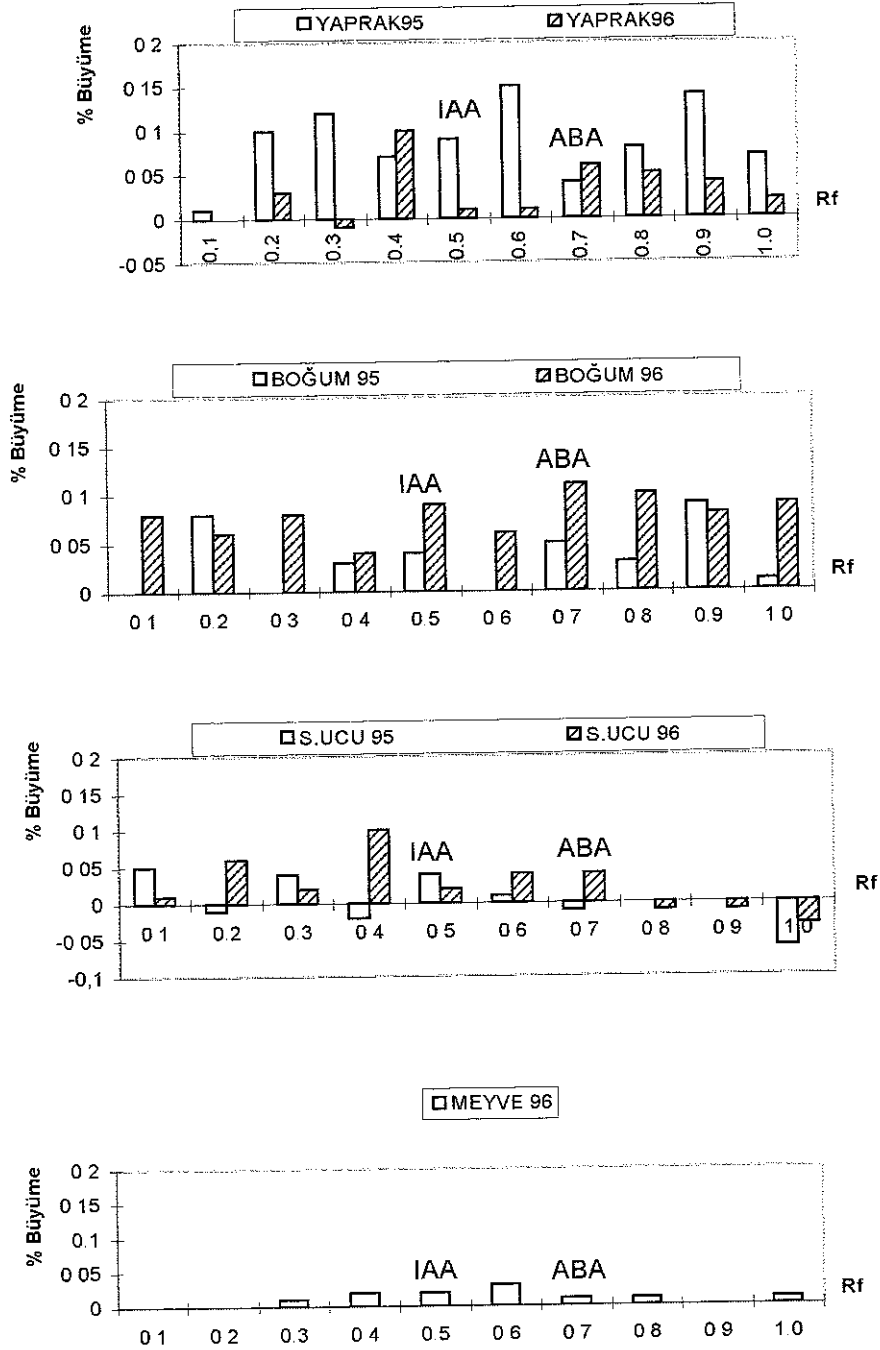 YAPRAK95 YAPRAK96
% Büyüme
0 2
0 15
0 1
0 05
0
-0 05
IAA
ABA
Rf
0,1 0.2 0.3 0.4 0.5 0.6 0.7 0.8 0.9 1.0
BOĞUM 95 BOĞUM 96
% Büyüme
0 2
0 15
0 1
0 05
0
IAA
ABA
Rf
0 1 0.2 0 3 0.4 0.5 0 6 0 7 0 8 0.9 1 0
S.UCU 95 S.UCU 96
% Büyüme
0 2
0 15
0 1
0 05
0
-0 05
-0,1
IAA
ABA
Rf
0 1 0.2 0.3 0 4 0 5 0 6 0 7 0 8 0 9 1.0
MEYVE 96
% Büyüme
0 2
0 15
0 1
0 05
0
IAA
ABA
Rf
0 1 0.2 0.3 0 4 0.5 0 6 0 7 0 8 0 9 1.0